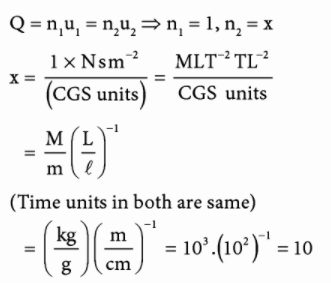 Q = n₁u₁ = n₂u₂ ⇒ n₁ = 1, n₂ = x
x = 1 × N s m⁻² / (CGS units) = MLT⁻² TL⁻² / CGS units
= M/m (L/ℓ)⁻¹
(Time units in both are same)
= (kg/g) (m/cm)⁻¹ = 10³.(10²)⁻¹ = 10